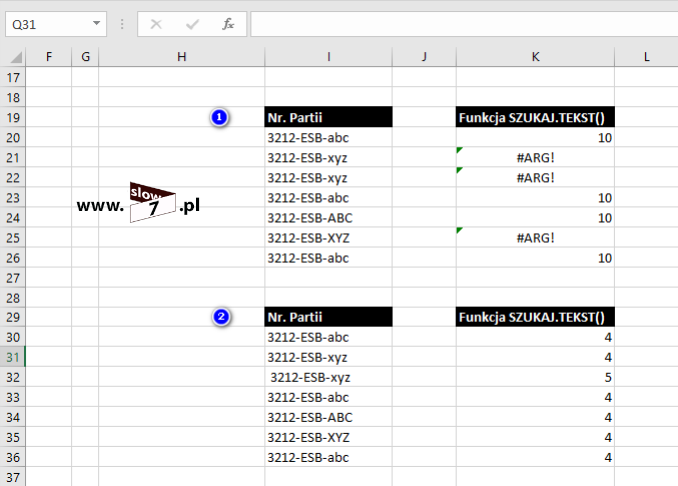 Q31
fx
F G H I J K L
17
18
19 1 Nr. Partii Funkcja SZUKAJ.TEKST()
20 3212-ESB-abc 10
21 3212-ESB-xyz #ARG!
22 3212-ESB-xyz #ARG!
23 3212-ESB-abc 10
www.slow7.pl
24 3212-ESB-ABC 10
25 3212-ESB-XYZ #ARG!
26 3212-ESB-abc 10
27
28
29 2 Nr. Partii Funkcja SZUKAJ.TEKST()
30 3212-ESB-abc 4
31 3212-ESB-xyz 4
32 3212-ESB-xyz 5
33 3212-ESB-abc 4
34 3212-ESB-ABC 4
35 3212-ESB-XYZ 4
36 3212-ESB-abc 4
37